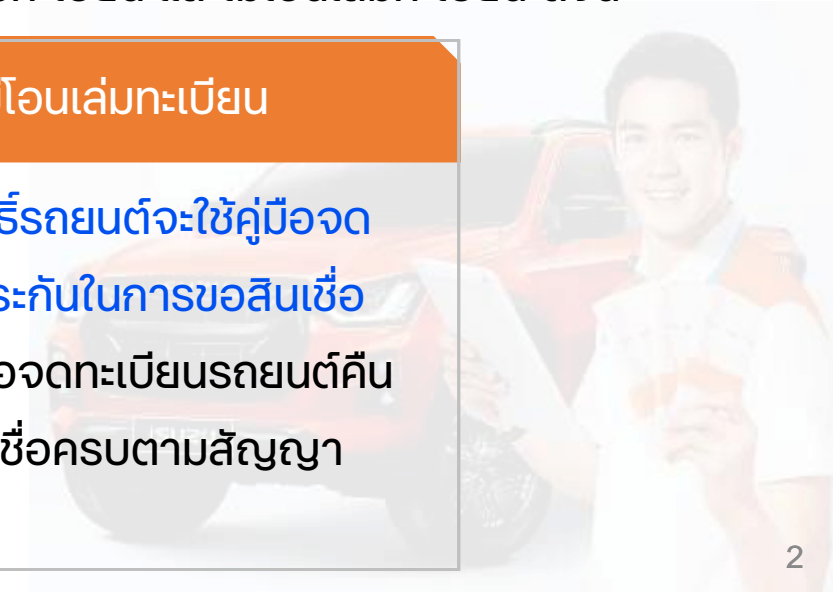 โอนเล่มทะเบียน
ธิ์รถยนต์จะใช้คู่มือจด
ระกันในการขอสินเชื่อ
อจดทะเบียนรถยนต์คืน
ชื่อครบตามสัญญา
2